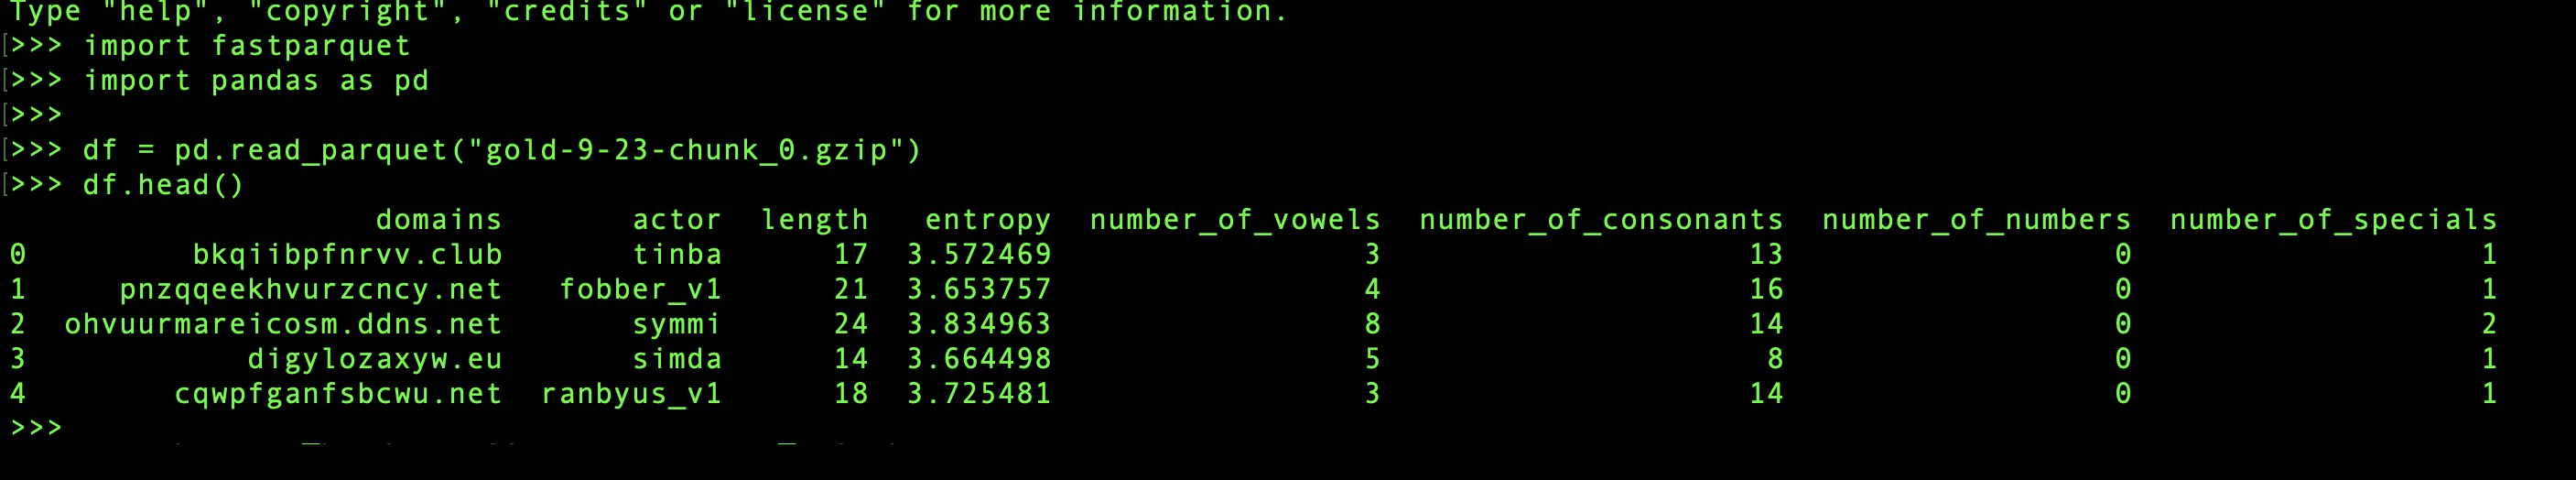 Type "help", "copyright", "credits" or "license" for more information.
[>>> import fastparquet
[>>> import pandas as pd
[>>>
[>>> df = pd.read_parquet("gold-9-23-chunk_0.gzip")
[>>> df.head()
domains actor length entropy number_of_vowels number_of_consonants number_of_numbers number_of_specials
0 bkqiibpfnrvv.club tinba 17 3.572469 3 13 0 1
1 pnzqqeekhvurzcncy.net fobber_v1 21 3.653757 4 16 0 1
2 ohvuurmareicosm.ddns.net symmi 24 3.834963 8 14 0 2
3 digylozaxyw.eu simda 14 3.664498 5 8 0 1
4 cqwpfganfsbcwu.net ranbyus_v1 18 3.725481 3 14 0 1
>>>